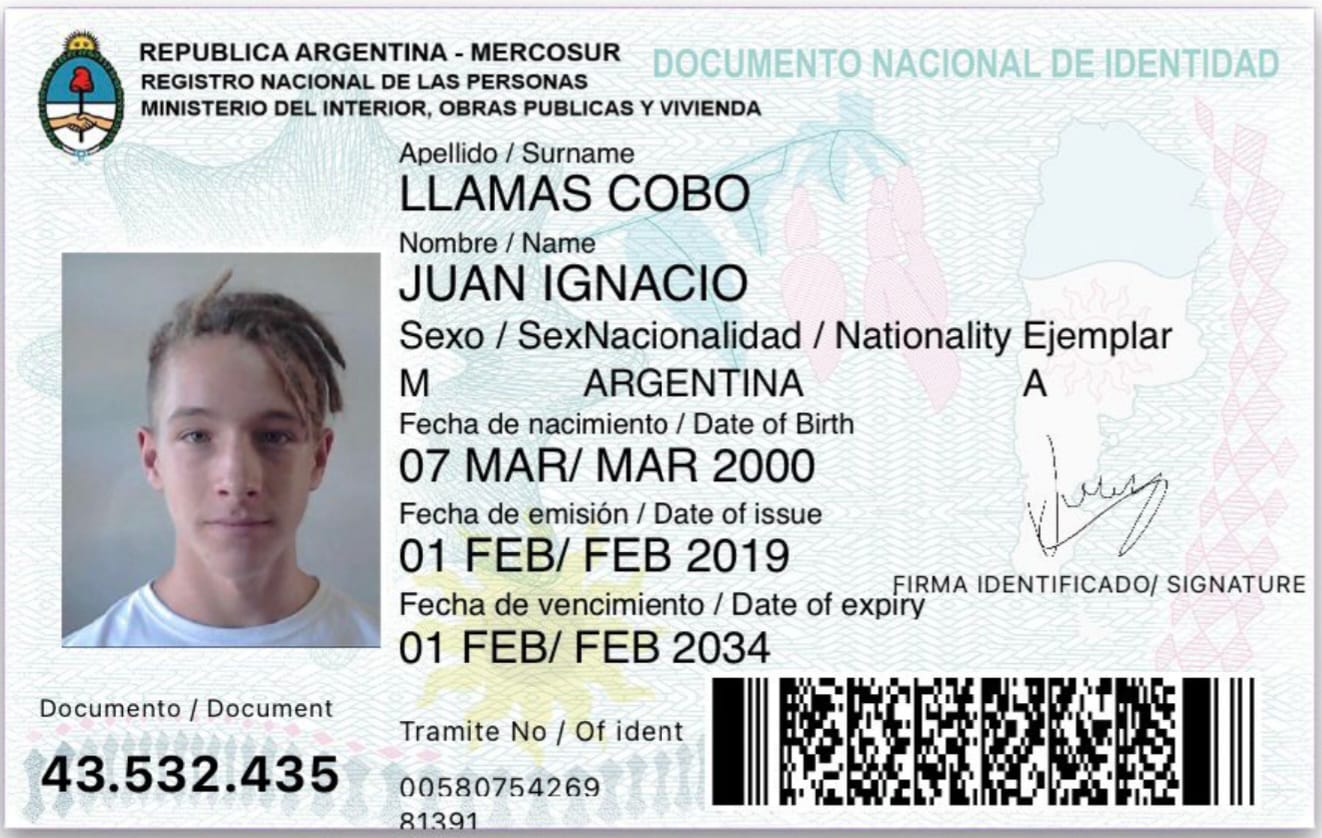 REPUBLICA ARGENTINA - MERCOSUR
REGISTRO NACIONAL DE LAS PERSONAS
MINISTERIO DEL INTERIOR, OBRAS PUBLICAS Y VIVIENDA
DOCUMENTO NACIONAL DE IDENTIDAD
Apellido / Surname
LLAMAS COBO
Nombre / Name
JUAN IGNACIO
Sexo / SexNacionalidad / Nationality Ejemplar
M ARGENTINA A
Fecha de nacimiento / Date of Birth
07 MAR/ MAR 2000
Fecha de emisión / Date of issue
01 FEB/ FEB 2019
FIRMA IDENTIFICADO/ SIGNATURE
Fecha de vencimiento / Date of expiry
01 FEB/ FEB 2034
Documento / Document
43.532.435
Tramite No / Of ident
00580754269
81391